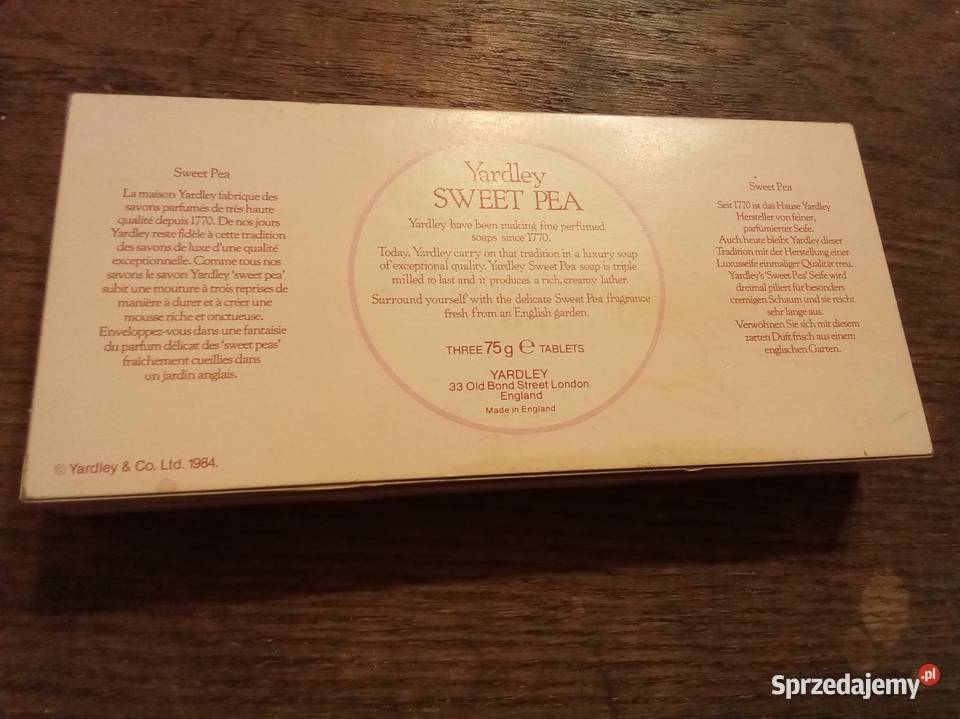 Sweet Pea
La maison Yardley fabrique des
savons parfumés de très haute
qualité depuis 1770. De nos jours
Yardley reste fidèle à cette tradition
des savons de luxe d'une qualité
exceptionnelle. Comme tous nos
savons le savon Yardley 'sweet pea'
subit une mouture à trois reprises de
manière à durer et à créer une
mousse riche et onctueuse.
Enveloppez-vous dans une fantaisie
du parfum délicat des 'sweet peas'
fraîchement cueillies dans
un jardin anglais.
© Yardley & Co. Ltd. 1984.
Yardley
SWEET PEA
Yardley have been making fine perfumed
soaps since 1770.
Today, Yardley carry on that tradition in a luxury soap
of exceptional quality. Yardley Sweet Pea soap is triple
milled to last and it produces a rich, creamy lather.
Surround yourself with the delicate Sweet Pea fragrance
fresh from an English garden.
THREE 75 g ℮ TABLETS
YARDLEY
33 Old Bond Street London
England
Made in England
Sweet Pea
Seit 1770 ist das Hause Yardley
Hersteller von feiner,
parfümierter Seife.
Auch heute bleibt Yardley dieser
Tradition mit der Herstellung einer
Luxusseife einmaliger Qualität treu.
Yardley's 'Sweet Pea' Seife wird
dreimal piliert für besonders
cremigen Schaum und sie reicht
sehr lange aus.
Verwöhnen Sie sich mit diesem
zarten Duft frisch aus einem
englischen Garten.
Sprzedajemy.pl